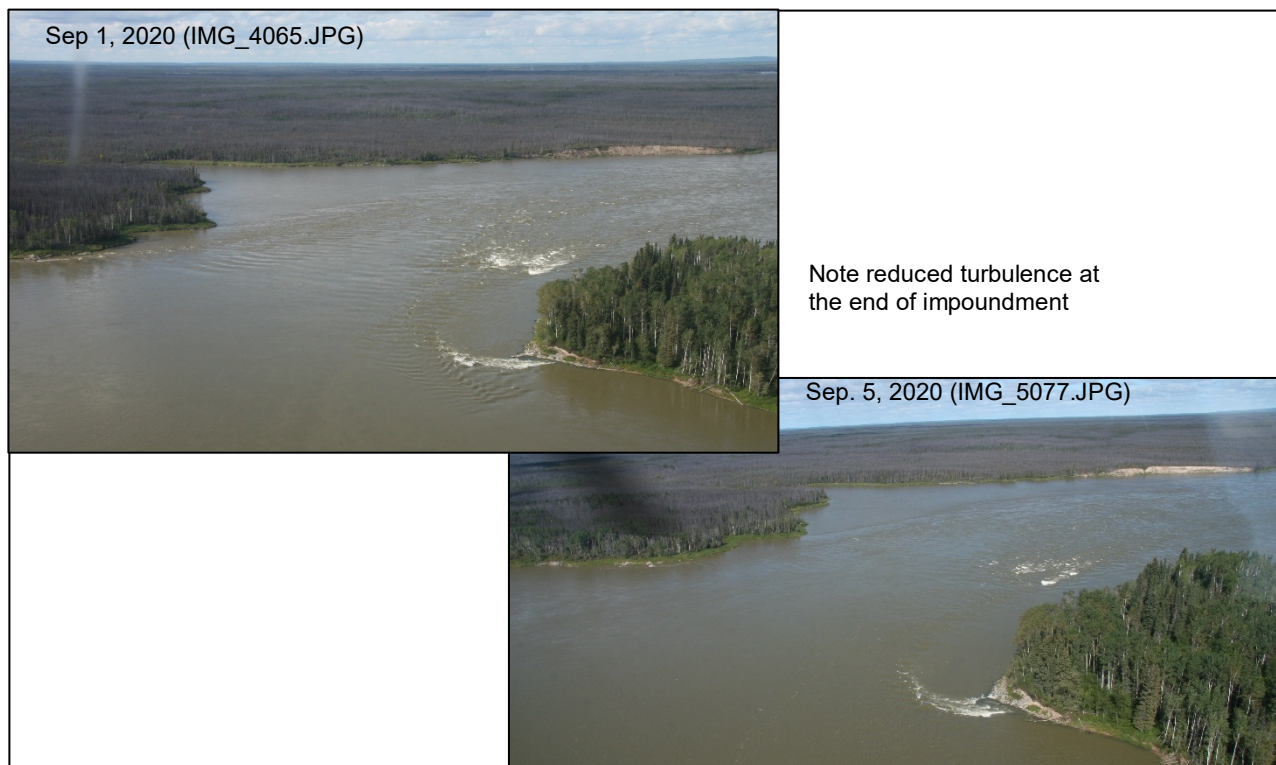 Sep 1, 2020 (IMG_4065.JPG)
Note reduced turbulence at
the end of impoundment
Sep. 5, 2020 (IMG_5077.JPG)